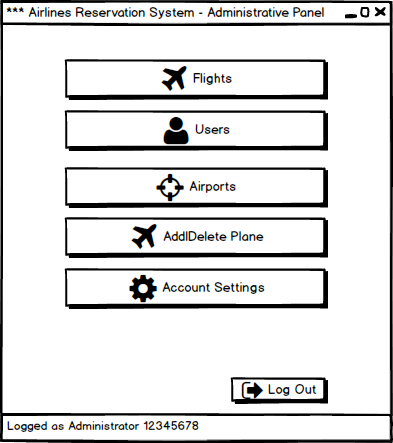 *** Airlines Reservation System - Administrative Panel
Flights
Users
Airports
Add|Delete Plane
Account Settings
Log Out
Logged as Administrator 12345678